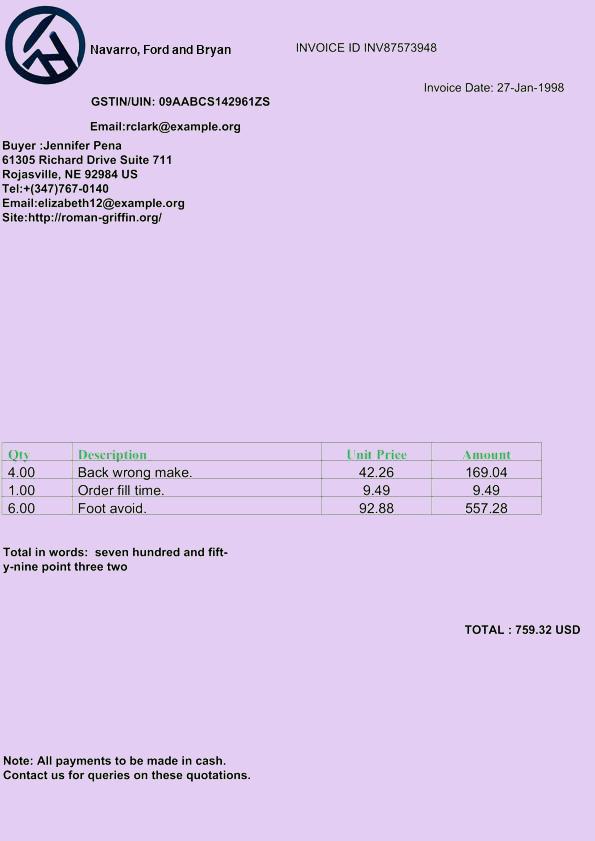 Navarro, Ford and Bryan
INVOICE ID INV87573948
Invoice Date: 27-Jan-1998
GSTIN/UIN: 09AABCS142961ZS
Email:rclark@example.org
Buyer :Jennifer Pena
61305 Richard Drive Suite 711
Rojasville, NE 92984 US
Tel:+(347)767-0140
Email:elizabeth12@example.org
Site:http://roman-griffin.org/
Qty Description Unit Price Amount
4.00 Back wrong make. 42.26 169.04
1.00 Order fill time. 9.49 9.49
6.00 Foot avoid. 92.88 557.28
Total in words: seven hundred and fift-
y-nine point three two
TOTAL : 759.32 USD
Note: All payments to be made in cash.
Contact us for queries on these quotations.